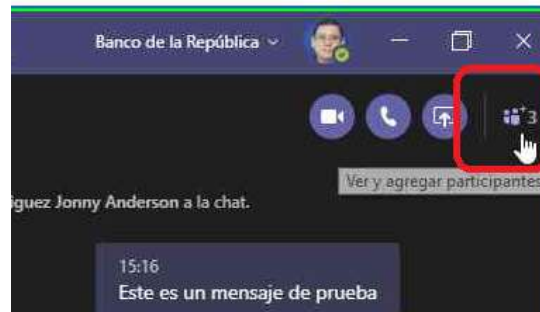 Banco de la República
3
Ver y agregar participantes
iguez Jonny Anderson a la chat.
15:16
Este es un mensaje de prueba